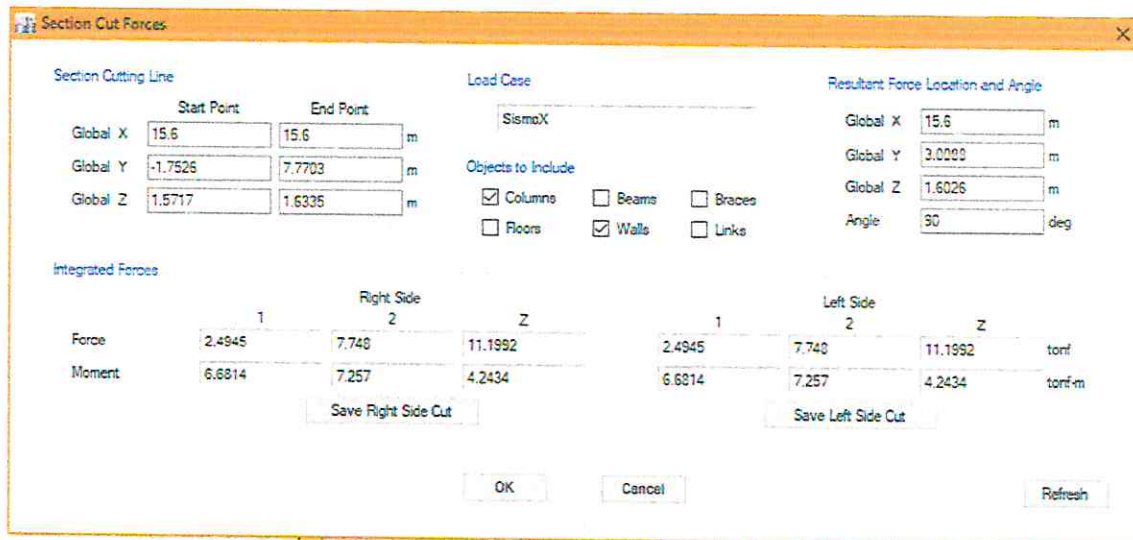 Section Cut Forces
Section Cutting Line
Start Point End Point
Global X 15.6 15.6 m
Global Y -1.7526 7.7703 m
Global Z 1.5717 1.6335 m
Load Case
SismoX
Objects to Include
Columns Beams Braces
Floors Walls Links
Resultant Force Location and Angle
Global X 15.6 m
Global Y m
Global Z 1.6026 m
Angle 90 deg
Integrated Forces
Right Side Left Side
1 2 Z 1 2 Z
Force 2.4945 7.748 11.1992 2.4945 7.748 11.1992 tonf
Moment 6.6814 7.257 4.2434 6.6814 7.257 4.2434 tonf-m
Save Right Side Cut Save Left Side Cut
OK Cancel Refresh